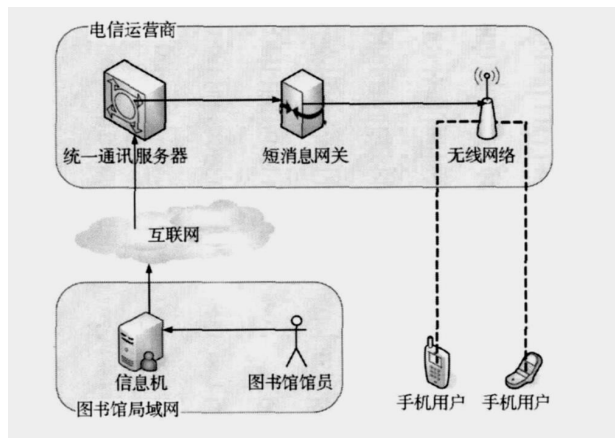 电信运营商
统一通讯服务器
短消息网关
无线网络
互联网
信息机
图书馆馆员
图书馆局域网
手机用户
手机用户